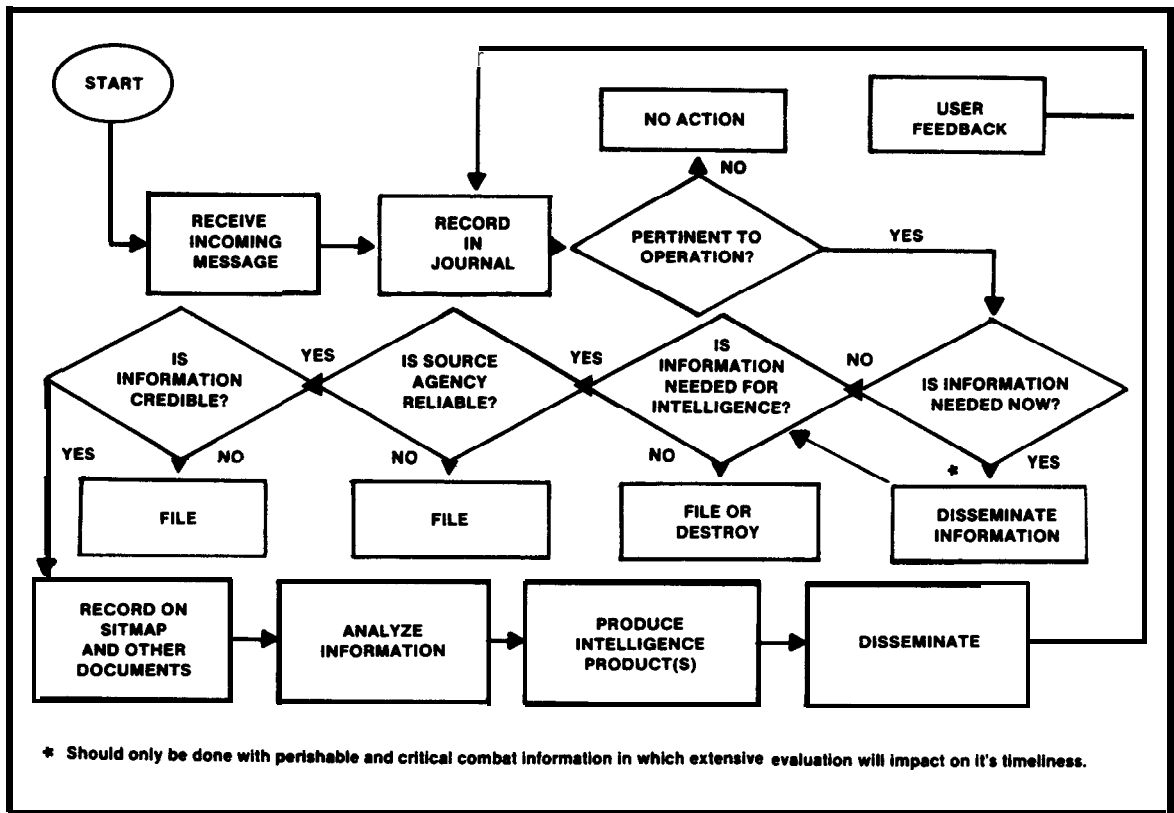 START
NO ACTION
USER
FEEDBACK
NO
RECEIVE
INCOMING
MESSAGE
RECORD
IN
JOURNAL
PERTINENT TO
OPERATION?
YES
IS
INFORMATION
CREDIBLE?
YES
IS SOURCE
AGENCY
RELIABLE?
YES
IS
INFORMATION
NEEDED FOR
INTELLIGENCE?
NO
IS INFORMATION
NEEDED NOW?
YES
NO
NO
NO
*
YES
FILE
FILE
FILE OR
DESTROY
DISSEMINATE
INFORMATION
RECORD ON
SITMAP
AND OTHER
DOCUMENTS
ANALYZE
INFORMATION
PRODUCE
INTELLIGENCE
PRODUCT(S)
DISSEMINATE
* Should only be done with perishable and critical combat information in which extensive evaluation will impact on it's timeliness.